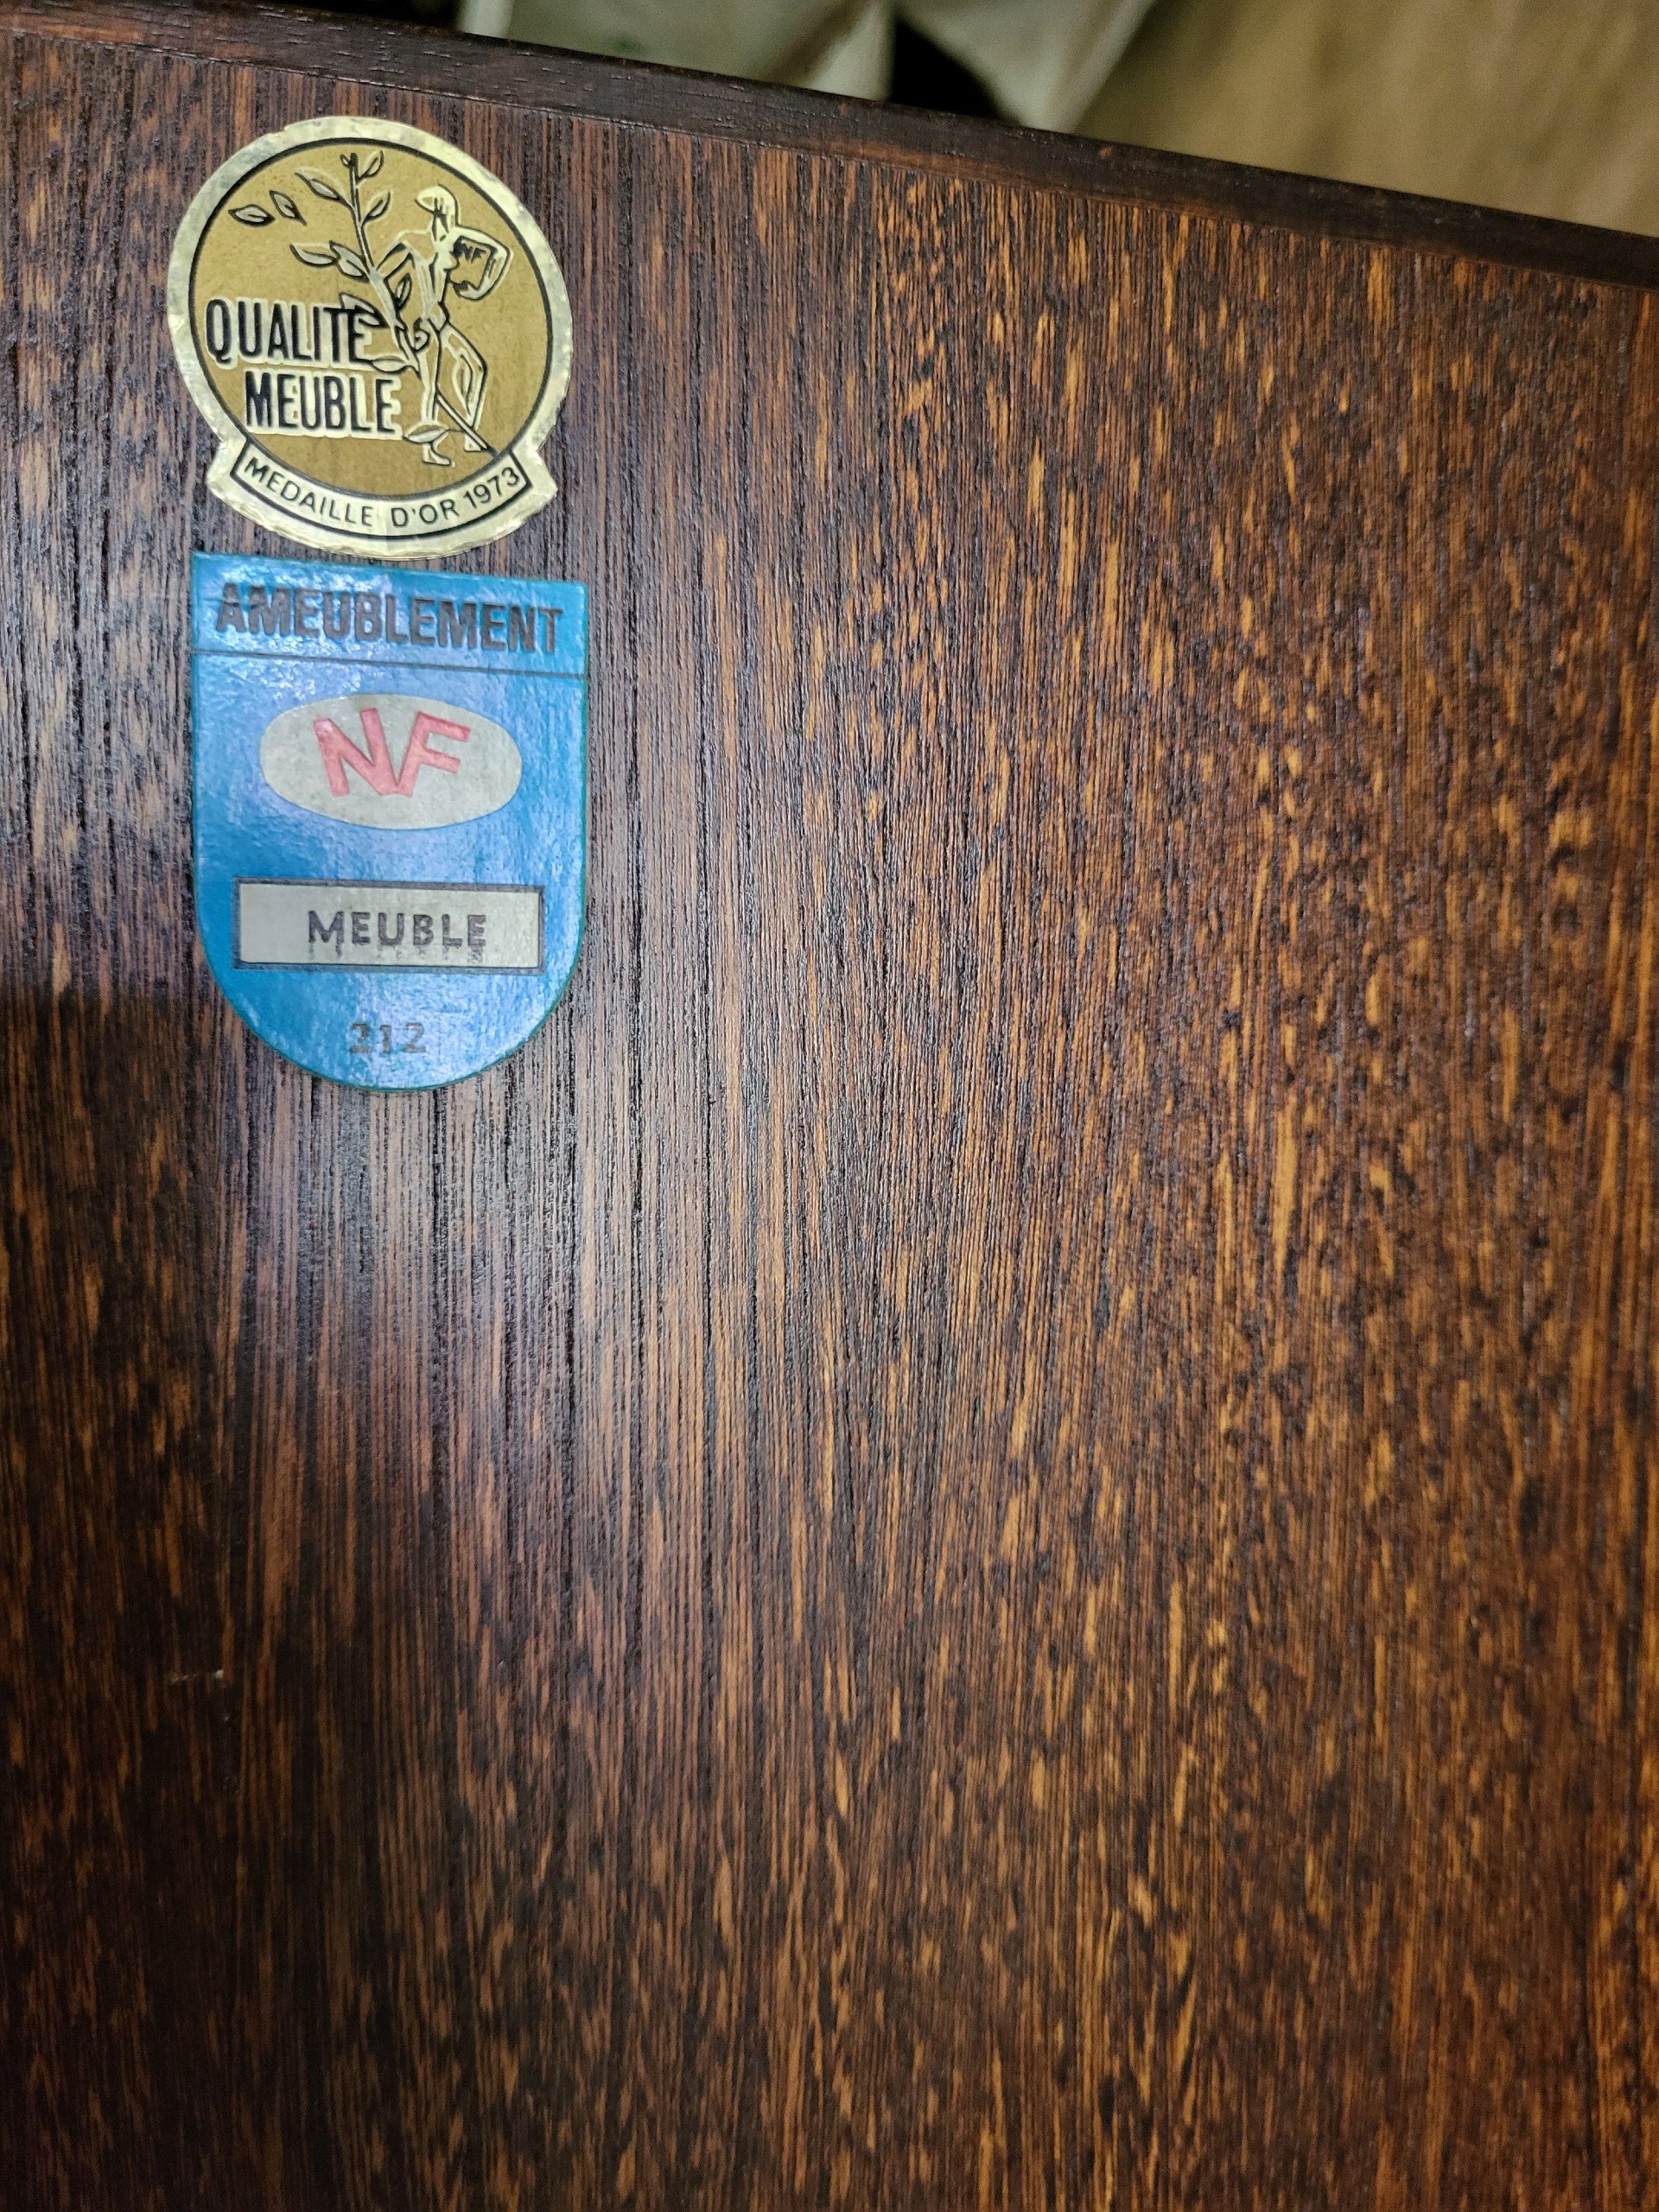 NF
QUALITE
MEUBLE
MEDAILLE D'OR 1973
AMEUBLEMENT
NF
MEUBLE
212